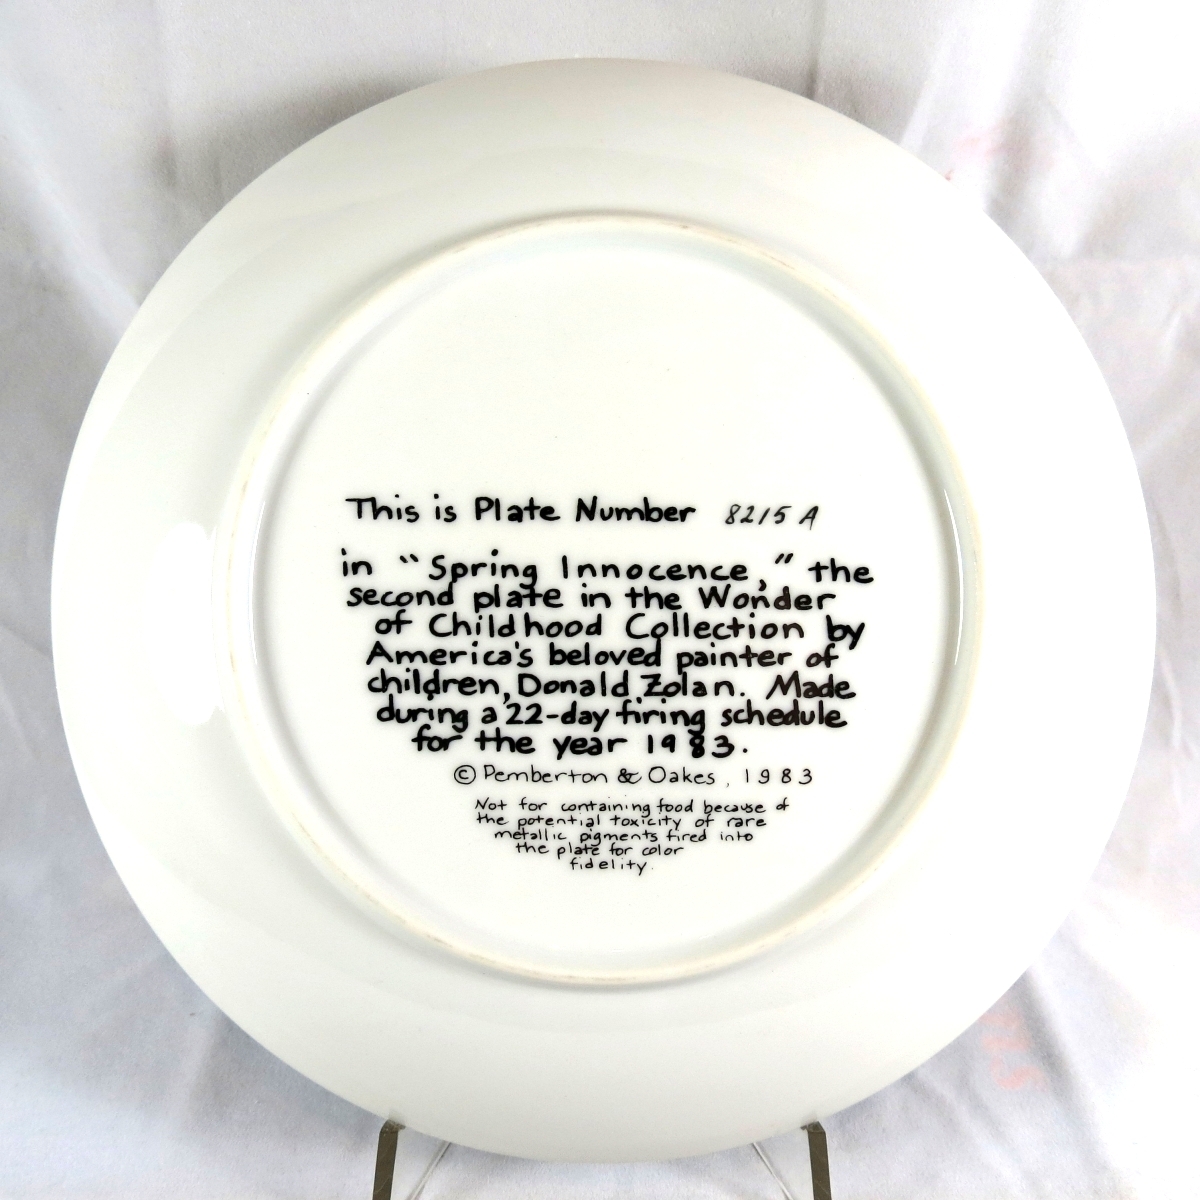 This is Plate Number 8215 A
in "Spring Innocence," the
second plate in the Wonder
of Childhood Collection by
America's beloved painter of
children, Donald Zolan. Made
during a 22-day firing schedule
for the year 1983.
© Pemberton & Oakes, 1983
Not for containing food because of
the potential toxicity of rare
metallic pigments fired into
the plate for color
fidelity.